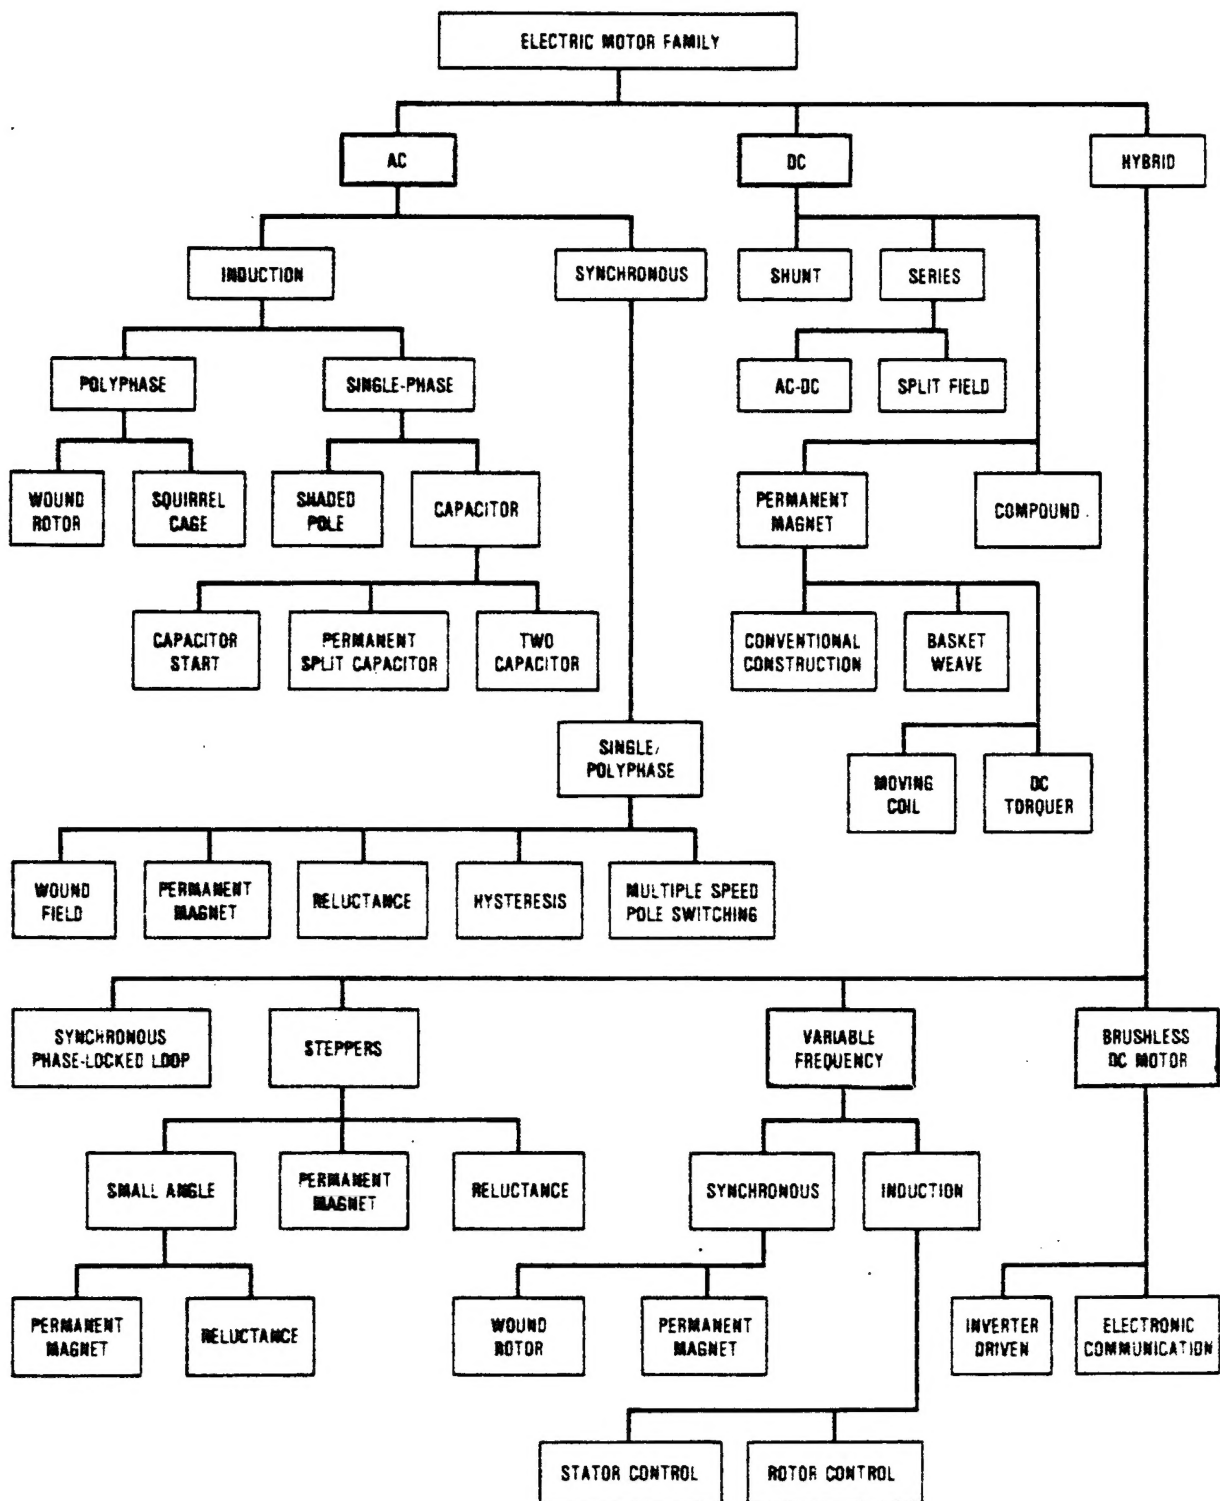 ELECTRIC MOTOR FAMILY
AC
DC
HYBRID
INDUCTION
SYNCHRONOUS
SHUNT
SERIES
POLYPHASE
SINGLE-PHASE
AC-DC
SPLIT FIELD
WOUND
ROTOR
SQUIRREL
CAGE
SHADED
POLE
CAPACITOR
PERMANENT
MAGNET
COMPOUND
CAPACITOR
START
PERMANENT
SPLIT CAPACITOR
TWO
CAPACITOR
CONVENTIONAL
CONSTRUCTION
BASKET
WEAVE
SINGLE/
POLYPHASE
MOVING
COIL
DC
TORQUER
WOUND
FIELD
PERMANENT
MAGNET
RELUCTANCE
HYSTERESIS
MULTIPLE SPEED
POLE SWITCHING
SYNCHRONOUS
PHASE-LOCKED LOOP
STEPPERS
VARIABLE
FREQUENCY
BRUSHLESS
DC MOTOR
SMALL ANGLE
PERMANENT
MAGNET
RELUCTANCE
SYNCHRONOUS
INDUCTION
PERMANENT
MAGNET
RELUCTANCE
WOUND
ROTOR
PERMANENT
MAGNET
INVERTER
DRIVEN
ELECTRONIC
COMMUNICATION
STATOR CONTROL
ROTOR CONTROL